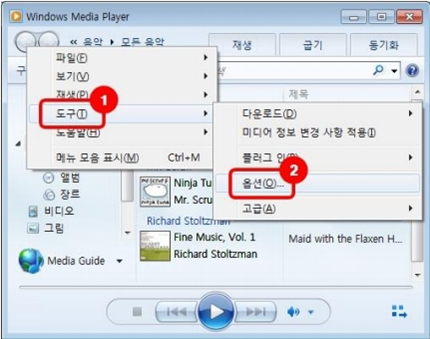 Windows Media Player
« 음악 ▸ 모든 음악
재생
굽기
동기화
파일(F)
보기(V)
재생(P)
도구(T)
도움말(H)
메뉴 모음 표시(M) Ctrl+M
1
제목
다운로드(D)
미디어 정보 변경 사항 적용(I)
플러그 인(P)
옵션(O)...
고급(A)
2
앨범
장르
비디오
그림
Media Guide
Ninja Tu
Mr. Scru
Richard Stoltzman
Fine Music, Vol. 1
Richard Stoltzman
Maid with the Flaxen H...